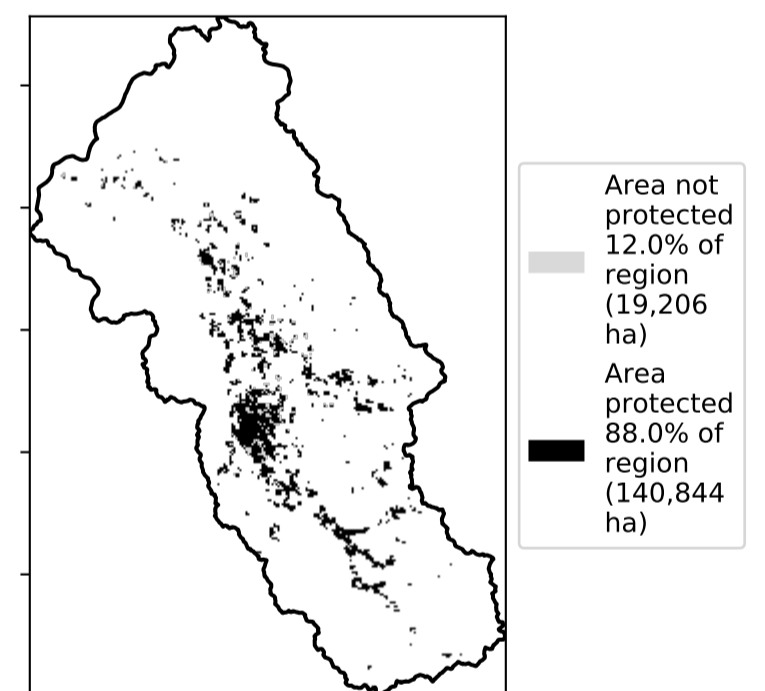 Area not
protected
12.0% of
region
(19,206
ha)
Area
protected
88.0% of
region
(140,844
ha)